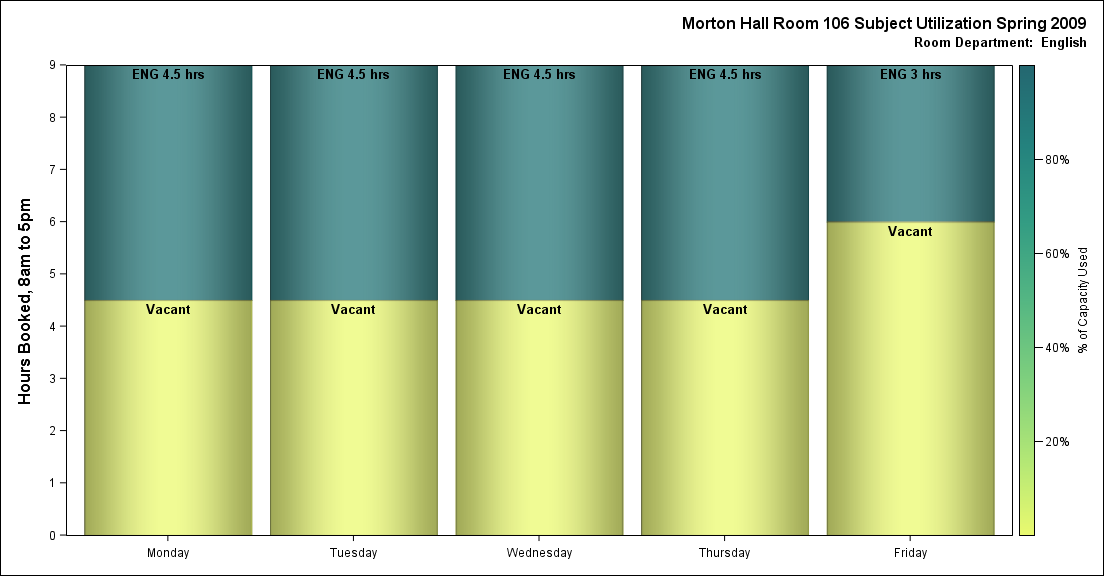 Morton Hall Room 106 Subject Utilization Spring 2009
Room Department:  English
Hours Booked, 8am to 5pm
9
8
7
6
5
4
3
2
1
0
ENG 4.5 hrs
ENG 4.5 hrs
ENG 4.5 hrs
ENG 4.5 hrs
ENG 3 hrs
Vacant
Vacant
Vacant
Vacant
Vacant
Monday
Tuesday
Wednesday
Thursday
Friday
80%
60%
40%
20%
% of Capacity Used